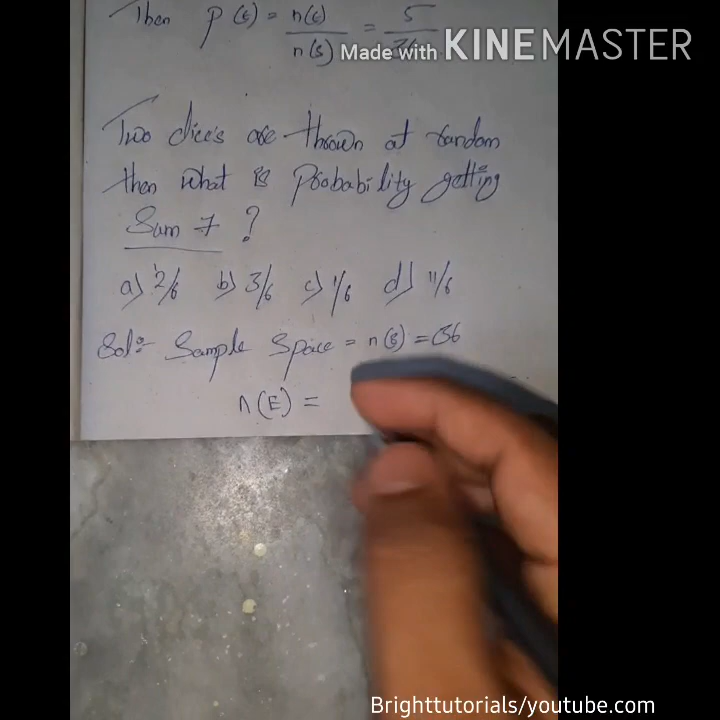 Then P(E) = n(E)/n(S) = 5/36
Made with KINEMASTER
Two dice's are thrown at random
then what is Probability getting
Sum 7 ?
a) 2/6 b) 3/6 c) 1/6 d) 11/6
Sol:- Sample Space = n(S) = 36
n(E) =
Brighttutorials/youtube.com